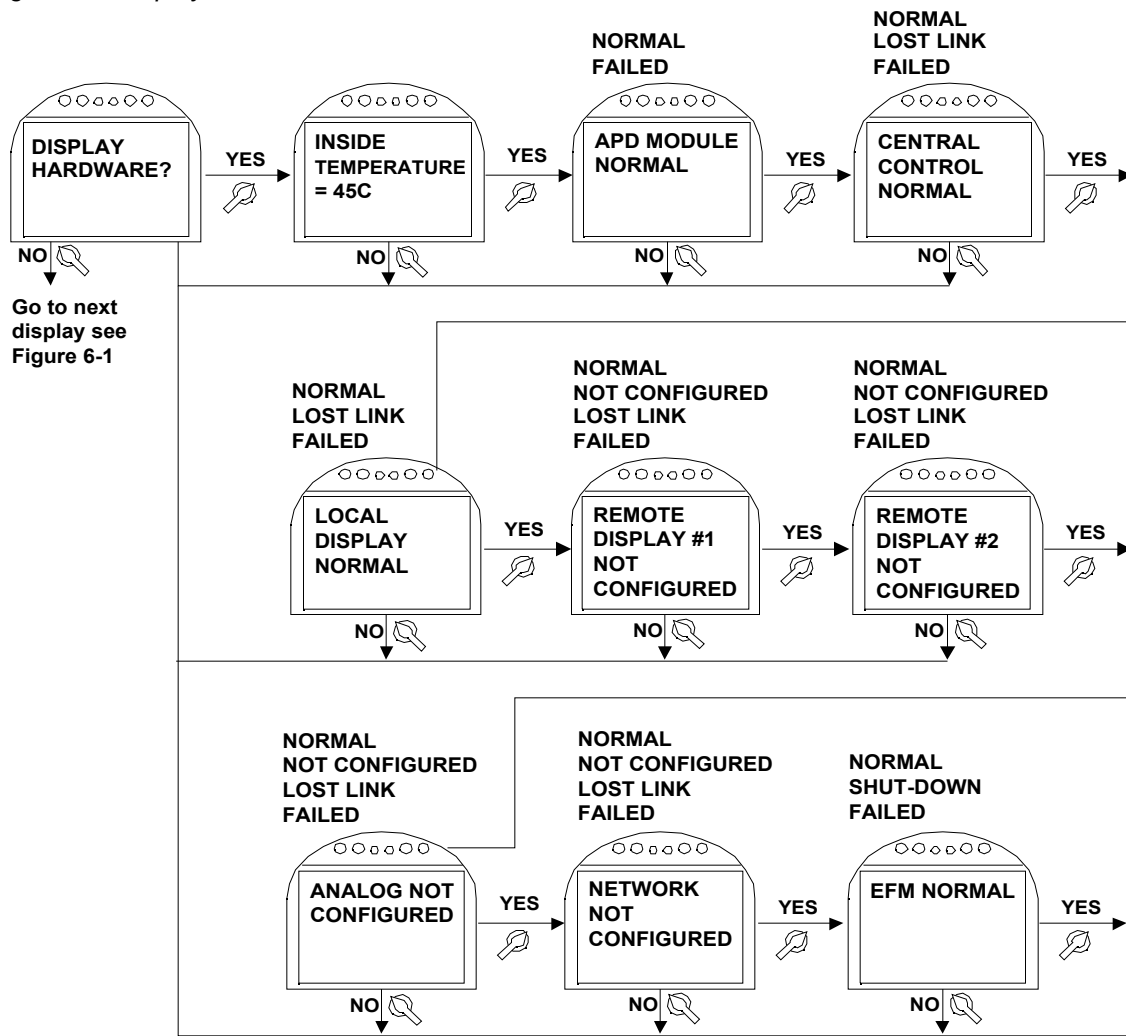 NORMAL
FAILED
NORMAL
LOST LINK
FAILED
DISPLAY
HARDWARE?
YES
INSIDE
TEMPERATURE
= 45C
YES
APD MODULE
NORMAL
YES
CENTRAL
CONTROL
NORMAL
YES
NO
NO
NO
NO
Go to next
display see
Figure 6-1
NORMAL
LOST LINK
FAILED
NORMAL
NOT CONFIGURED
LOST LINK
FAILED
NORMAL
NOT CONFIGURED
LOST LINK
FAILED
LOCAL
DISPLAY
NORMAL
YES
REMOTE
DISPLAY #1
NOT
CONFIGURED
YES
REMOTE
DISPLAY #2
NOT
CONFIGURED
YES
NO
NO
NO
NORMAL
NOT CONFIGURED
LOST LINK
FAILED
NORMAL
NOT CONFIGURED
LOST LINK
FAILED
NORMAL
SHUT-DOWN
FAILED
ANALOG NOT
CONFIGURED
YES
NETWORK
NOT
CONFIGURED
YES
EFM NORMAL
YES
NO
NO
NO